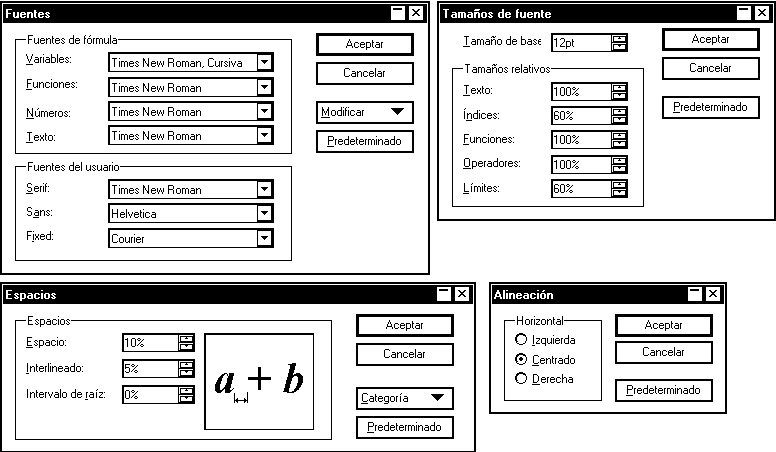 Fuentes
Fuentes de fórmula
Variables: Times New Roman, Cursiva
Funciones: Times New Roman
Números: Times New Roman
Texto: Times New Roman
Fuentes del usuario
Serif: Times New Roman
Sans: Helvetica
Fixed: Courier
Aceptar
Cancelar
Modificar
Predeterminado
Tamaños de fuente
Tamaño de base 12pt
Tamaños relativos
Texto: 100%
Índices: 60%
Funciones: 100%
Operadores: 100%
Límites: 60%
Aceptar
Cancelar
Predeterminado
Espacios
Espacios
Espacio: 10%
Interlineado: 5%
Intervalo de raíz: 0%
a + b
Aceptar
Cancelar
Categoría
Predeterminado
Alineación
Horizontal
Izquierda
Centrado
Derecha
Aceptar
Cancelar
Predeterminado